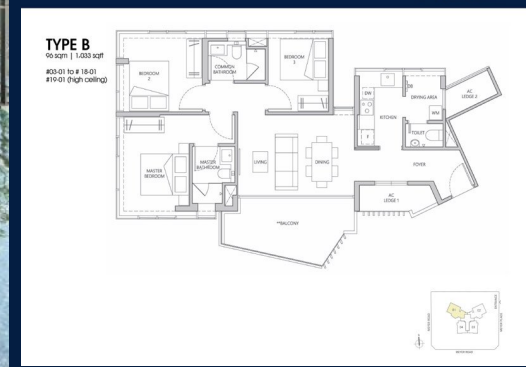 TYPE B
96 sqm | 1,033 sqft
#03-01 to # 18-01
#19-01 (high ceiling)
BEDROOM
2
COMMON
BATHROOM
BEDROOM
3
DW
DB
DRYING AREA
AC
LEDGE 2
WM
KITCHEN
TOILET
F
MASTER
BEDROOM
MASTER
BATHROOM
LIVING
DINING
FOYER
AC
LEDGE 1
**BALCONY